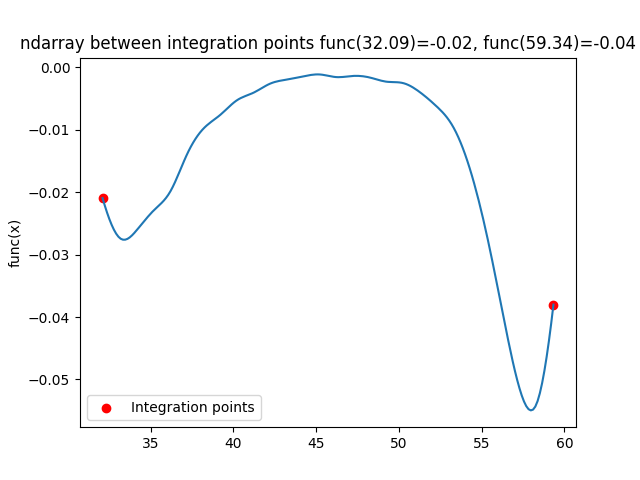 ndarray between integration points func(32.09)=-0.02, func(59.34)=-0.04
0.00
−0.01
−0.02
−0.03
−0.04
−0.05
func(x)
Integration points
35 40 45 50 55 60